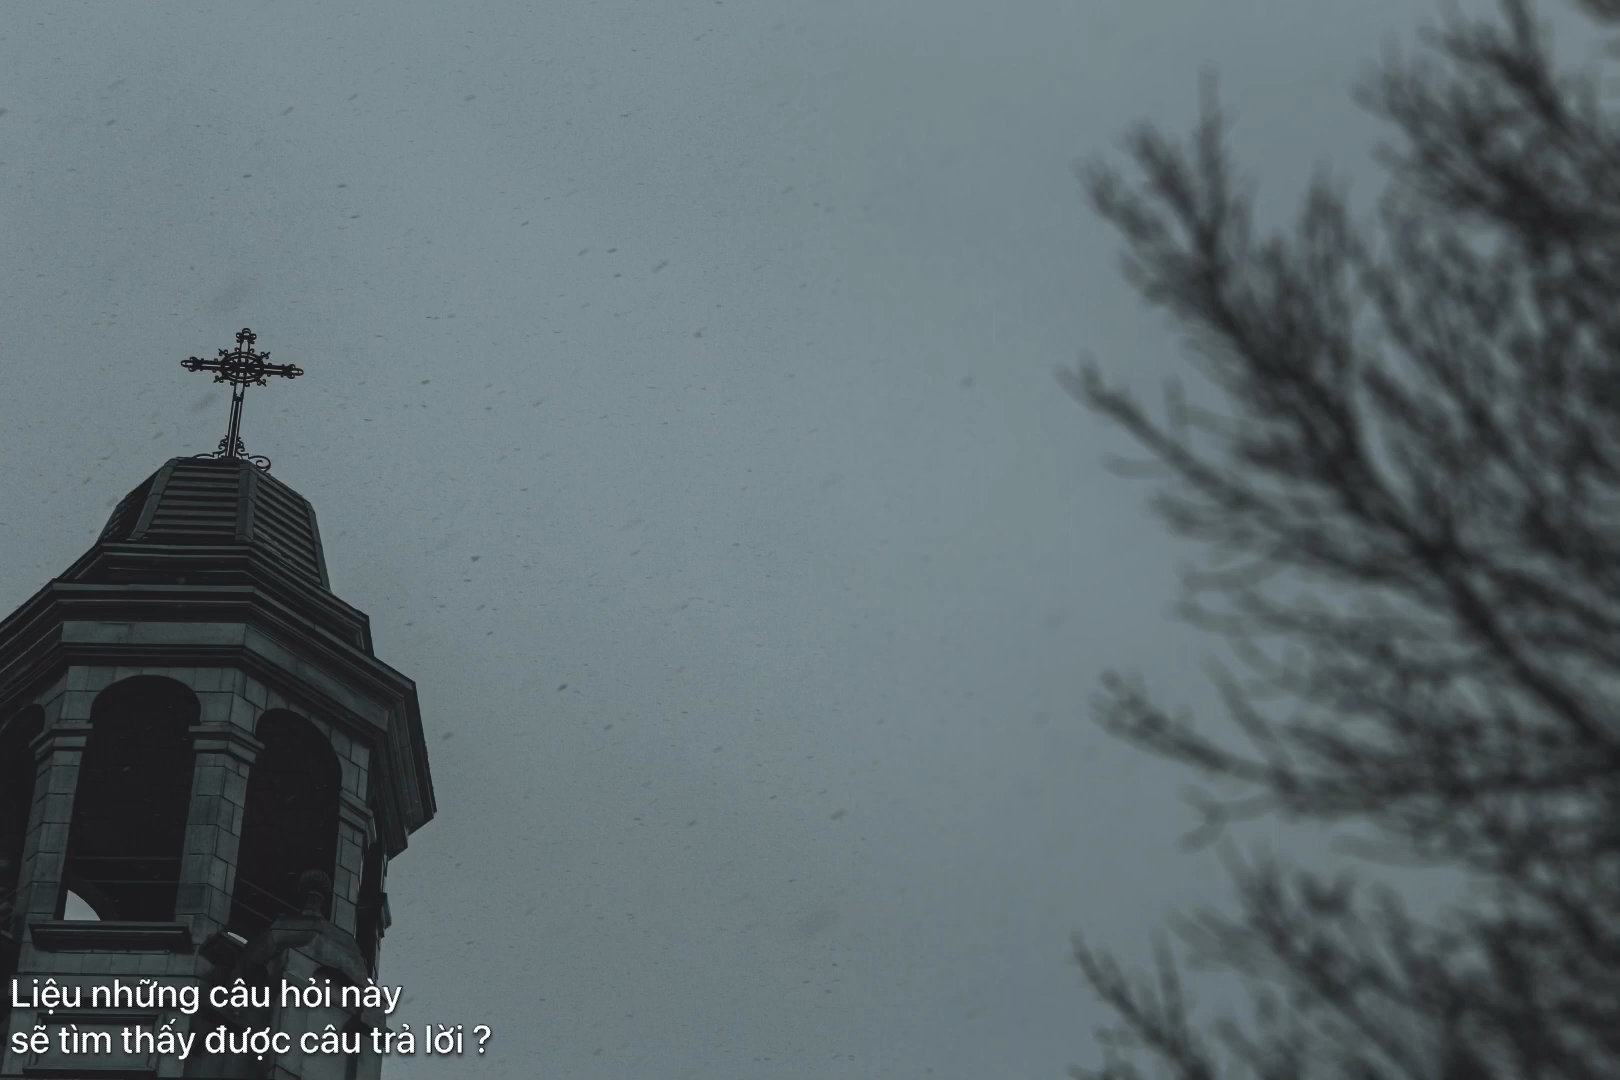 Liệu những câu hỏi này
sẽ tìm thấy được câu trả lời ?